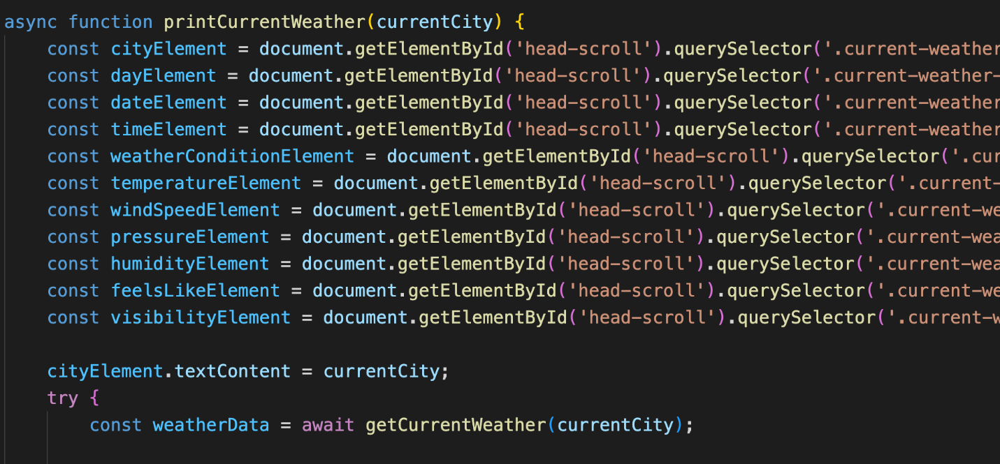 async function printCurrentWeather(currentCity) {
const cityElement = document.getElementById('head-scroll').querySelector('.current-weather
const dayElement = document.getElementById('head-scroll').querySelector('.current-weather-
const dateElement = document.getElementById('head-scroll').querySelector('.current-weather
const timeElement = document.getElementById('head-scroll').querySelector('.current-weather
const weatherConditionElement = document.getElementById('head-scroll').querySelector('.cur
const temperatureElement = document.getElementById('head-scroll').querySelector('.current-
const windSpeedElement = document.getElementById('head-scroll').querySelector('.current-we
const pressureElement = document.getElementById('head-scroll').querySelector('.current-wea
const humidityElement = document.getElementById('head-scroll').querySelector('.current-wea
const feelsLikeElement = document.getElementById('head-scroll').querySelector('.current-we
const visibilityElement = document.getElementById('head-scroll').querySelector('.current-w
cityElement.textContent = currentCity;
try {
const weatherData = await getCurrentWeather(currentCity);